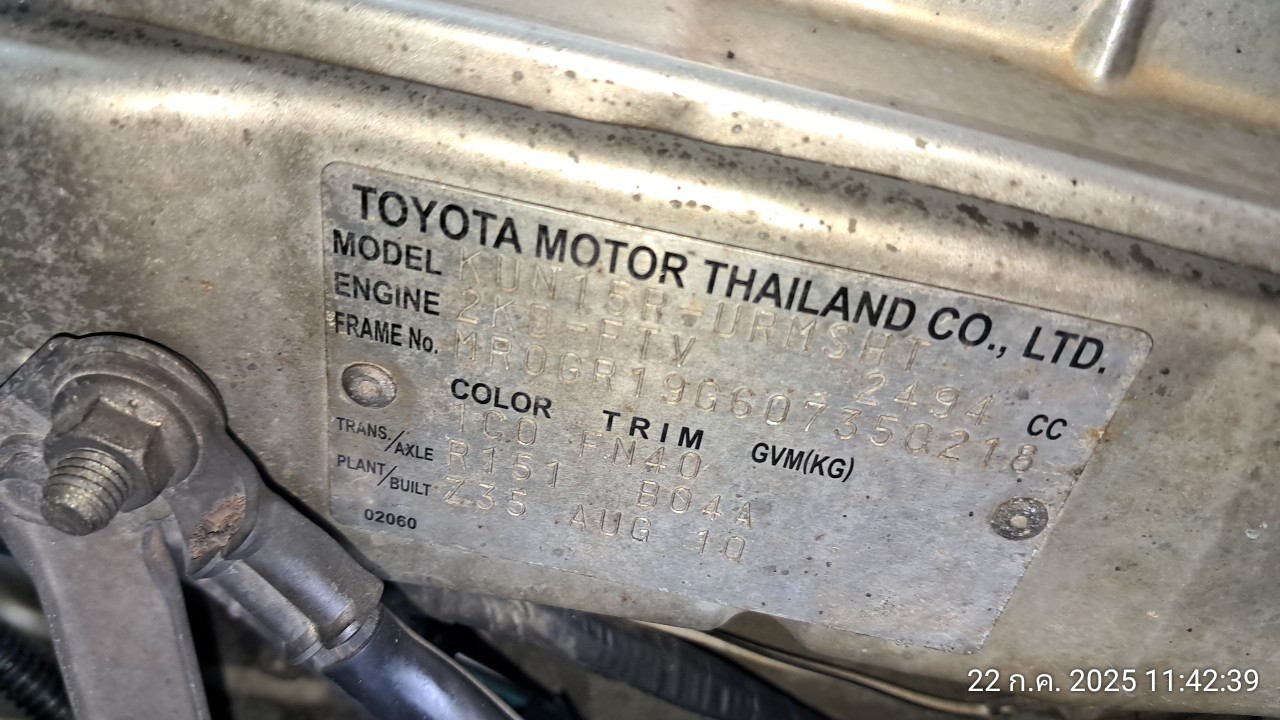 TOYOTA MOTOR THAILAND CO., LTD.
MODEL KUN15R-URMSHT
ENGINE 2KD-FTV 2494 CC
FRAME No. MR0GR19G607350218
COLOR TRIM GVM(KG)
1C0 FN40
TRANS./AXLE R151 B04A
PLANT/BUILT Z35 AUG 10
02060
22 ก.ค. 2025 11:42:39